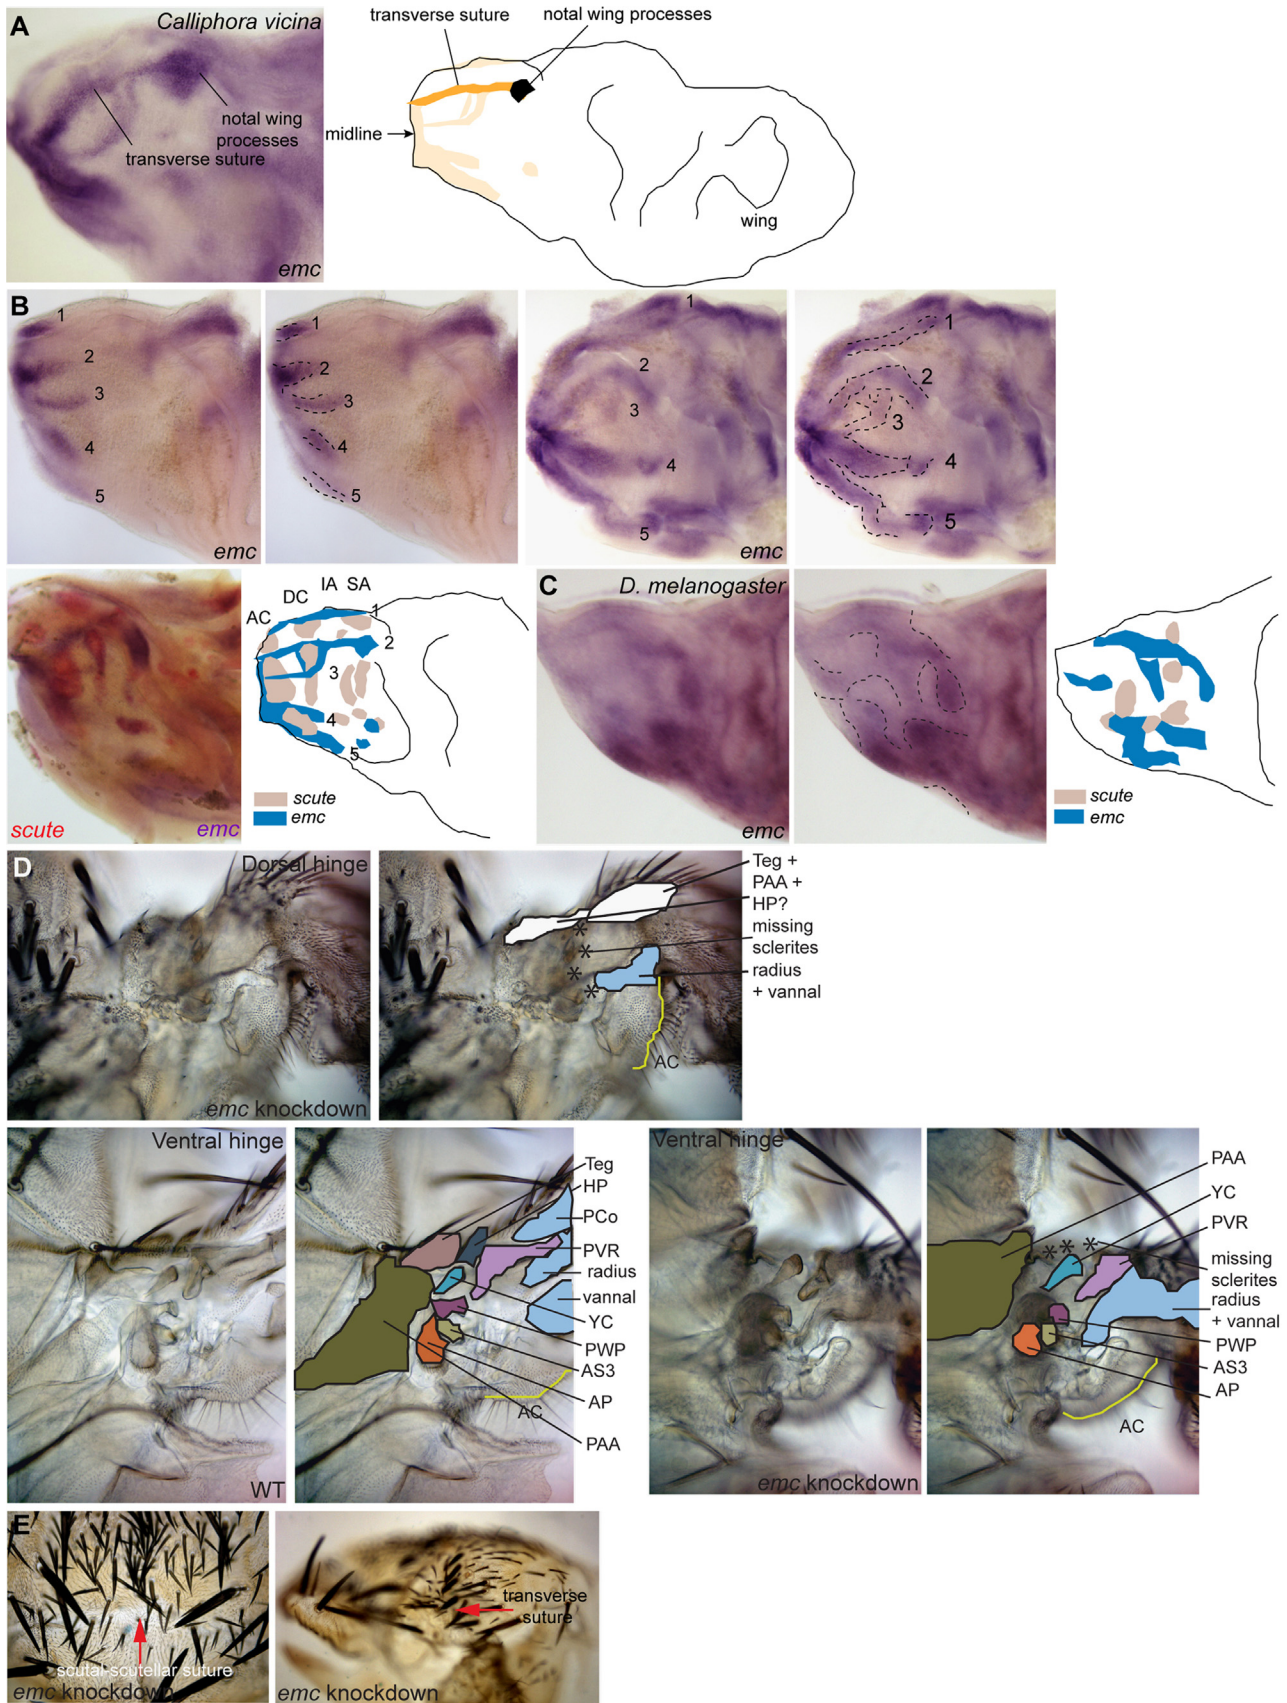 A
Calliphora vicina
notal wing
processes
transverse suture
emc
transverse suture
notal wing processes
midline
wing
B
1
2
3
4
5
emc
1
2
3
4
5
1
2
3
4
5
emc
1
2
3
4
5
scute
emc
AC
DC
IA
SA
1
2
3
4
5
scute
emc
C
D. melanogaster
emc
scute
emc
D
Dorsal hinge
emc knockdown
Teg +
PAA +
HP?
missing
sclerites
radius
+ vannal
AC
Ventral hinge
WT
Teg
HP
PCo
PVR
radius
vannal
YC
PWP
AS3
AP
PAA
AC
Ventral hinge
emc knockdown
PAA
YC
PVR
missing
sclerites
radius
+ vannal
PWP
AS3
AP
AC
E
scutal-scutellar suture
emc knockdown
transverse
suture
emc knockdown